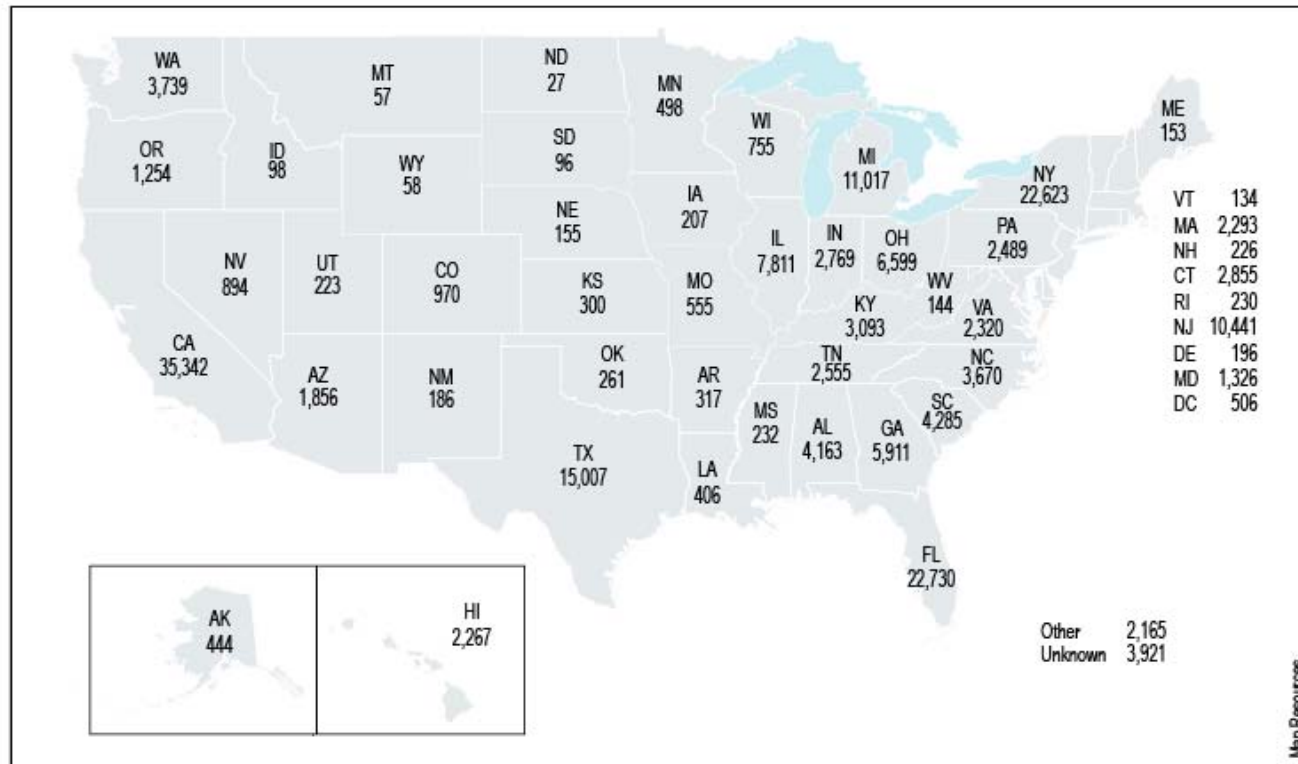 WA
3,739
MT
57
ND
27
MN
498
ME
153
OR
1,254
ID
98
WY
58
SD
96
WI
755
MI
11,017
NY
22,623
NE
155
IA
207
PA
2,489
NV
894
UT
223
CO
970
KS
300
MO
555
IL
7,811
IN
2,769
OH
6,599
WV
144
VA
2,320
KY
3,093
CA
35,342
AZ
1,856
NM
186
OK
261
AR
317
TN
2,555
NC
3,670
SC
4,285
MS
232
AL
4,163
GA
5,911
TX
15,007
LA
406
FL
22,730
AK
444
HI
2,267
VT 134
MA 2,293
NH 226
CT 2,855
RI 230
NJ 10,441
DE 196
MD 1,326
DC 506
Other 2,165
Unknown 3,921
Map Resources